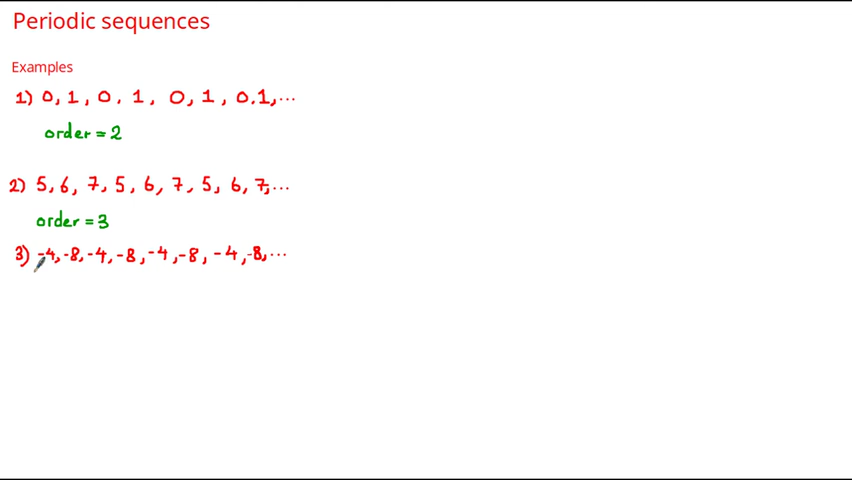 Periodic sequences
Examples
1) 0, 1, 0, 1, 0, 1, 0, 1, ...
order = 2
2) 5, 6, 7, 5, 6, 7, 5, 6, 7, ...
order = 3
3) -4, -8, -4, -8, -4, -8, -4, -8, ...